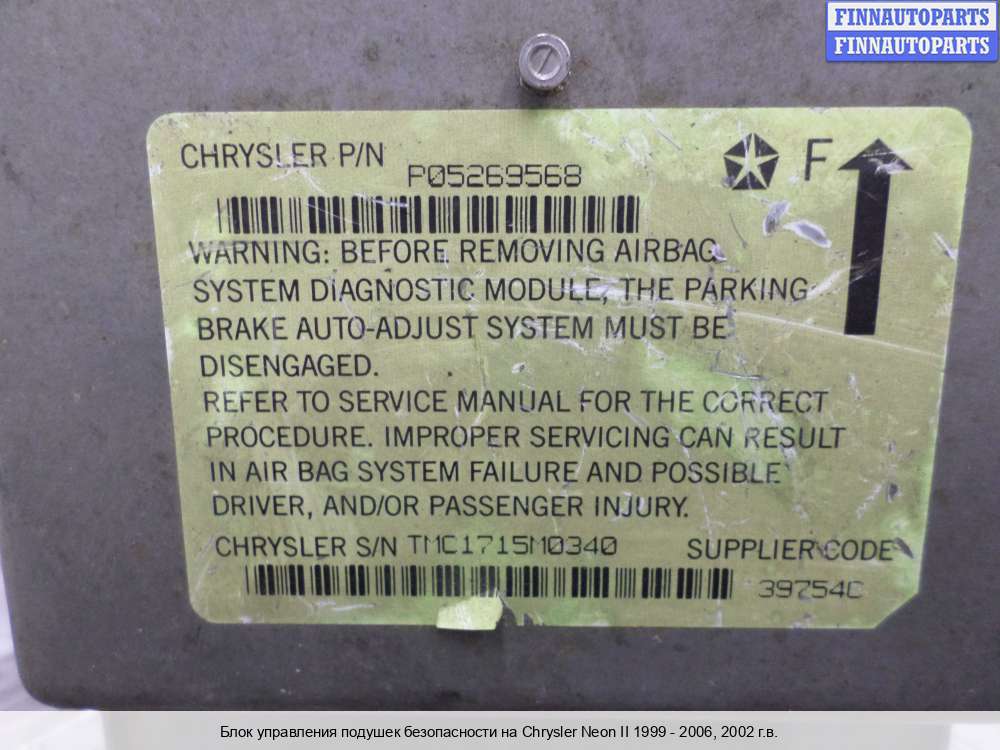 FINNAUTOPARTS
FINNAUTOPARTS
CHRYSLER P/N P05269568
F
WARNING: BEFORE REMOVING AIRBAG
SYSTEM DIAGNOSTIC MODULE, THE PARKING
BRAKE AUTO-ADJUST SYSTEM MUST BE
DISENGAGED.
REFER TO SERVICE MANUAL FOR THE CORRECT
PROCEDURE. IMPROPER SERVICING CAN RESULT
IN AIR BAG SYSTEM FAILURE AND POSSIBLE
DRIVER, AND/OR PASSENGER INJURY.
CHRYSLER S/N TMC1715M0340 SUPPLIER CODE
39754C
Блок управления подушек безопасности на Chrysler Neon II 1999 - 2006, 2002 г.в.